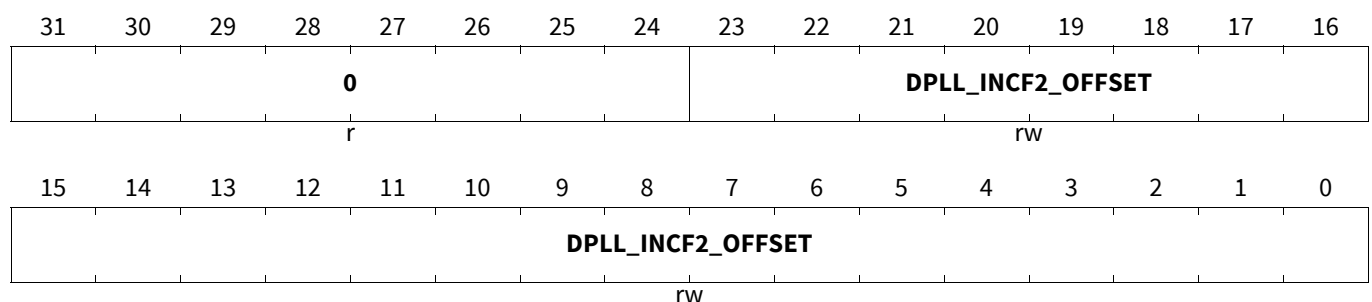 31 30 29 28 27 26 25 24 23 22 21 20 19 18 17 16
0 DPLL_INCF2_OFFSET
r rw
15 14 13 12 11 10 9 8 7 6 5 4 3 2 1 0
DPLL_INCF2_OFFSET
rw